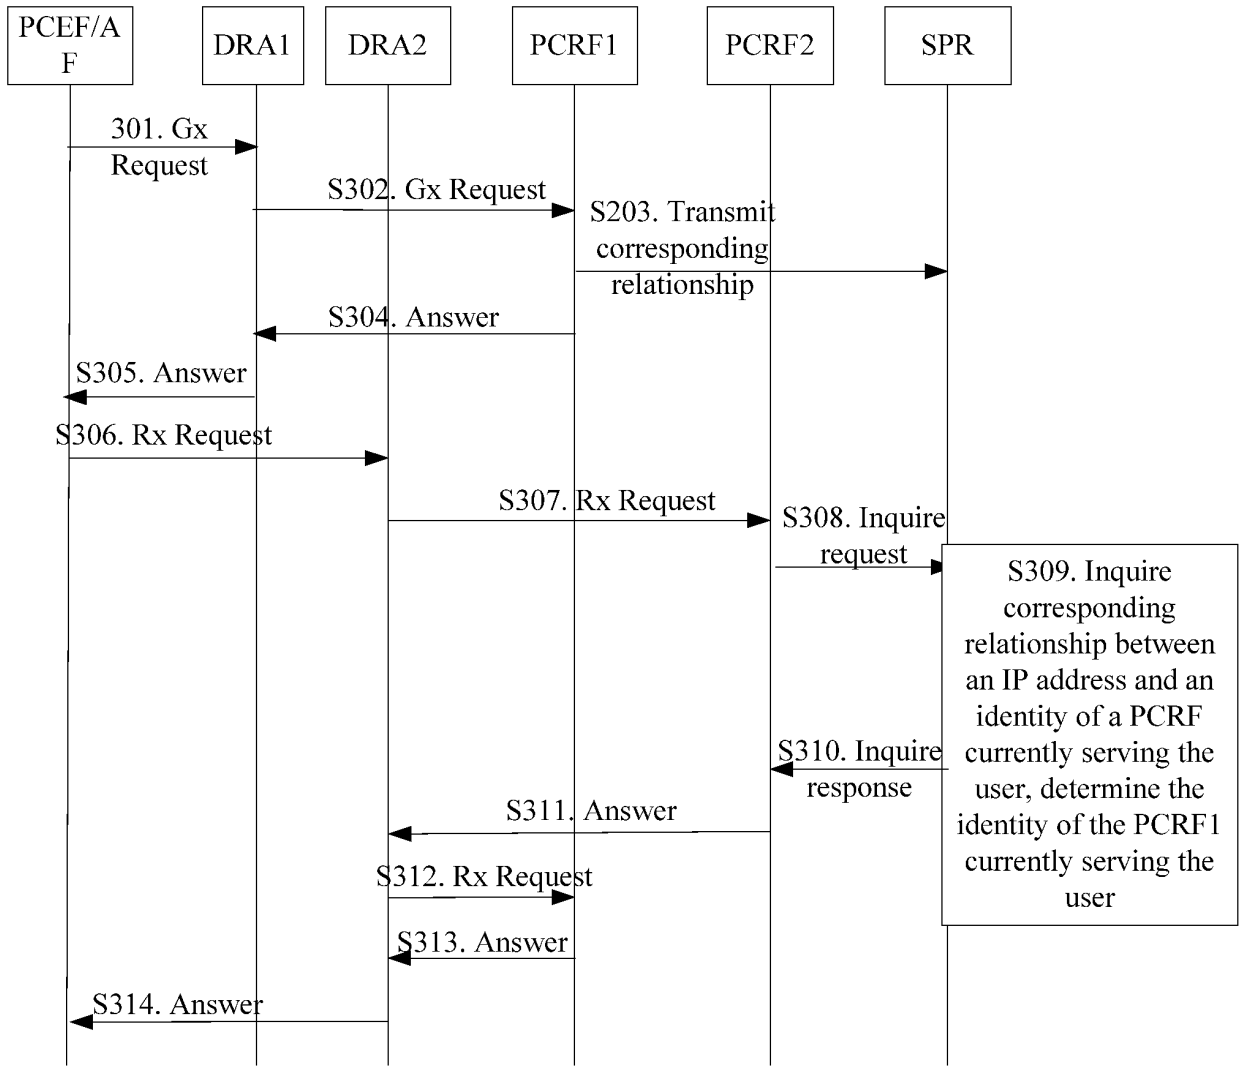 PCEF/A
F
DRA1
DRA2
PCRF1
PCRF2
SPR
301. Gx
Request
S302. Gx Request
S203. Transmit
corresponding
relationship
S304. Answer
S305. Answer
S306. Rx Request
S307. Rx Request
S308. Inquire
request
S309. Inquire
corresponding
relationship between
an IP address and an
identity of a PCRF
currently serving the
user, determine the
identity of the PCRF1
currently serving the
user
S310. Inquire
response
S311. Answer
S312. Rx Request
S313. Answer
S314. Answer